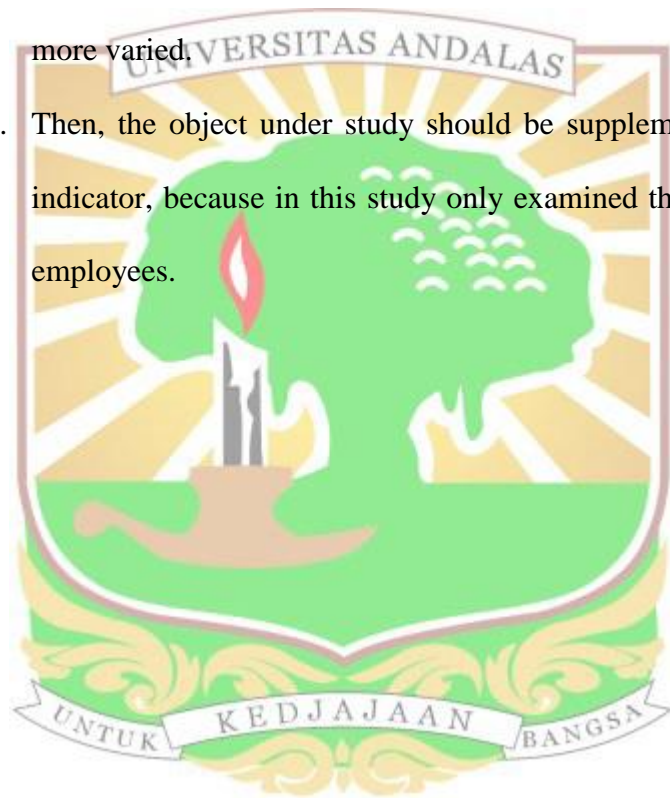 more varied.
UNIVERSITAS ANDALAS
. Then, the object under study should be supplem
indicator, because in this study only examined th
employees.
UNTUK KEDJAJAAN BANGSA